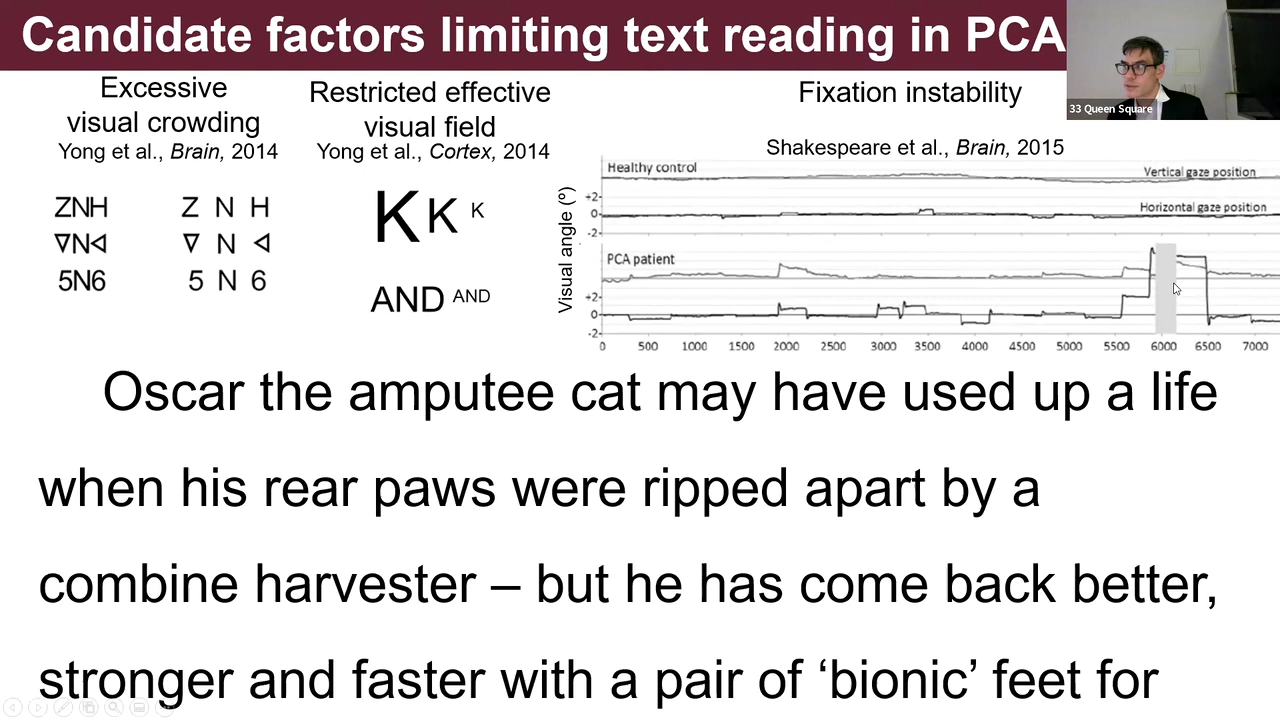 Candidate factors limiting text reading in PCA
33 Queen Square
Excessive
visual crowding
Yong et al., Brain, 2014
ZNH Z N H
∇N⊲ ∇ N ⊲
5N6 5 N 6
Restricted effective
visual field
Yong et al., Cortex, 2014
K K K
AND AND
Fixation instability
Shakespeare et al., Brain, 2015
Visual angle (º)
Healthy control
Vertical gaze position
Horizontal gaze position
+2
0
-2
PCA patient
+2
0
-2
0 500 1000 1500 2000 2500 3000 3500 4000 4500 5000 5500 6000 6500 7000
Oscar the amputee cat may have used up a life
when his rear paws were ripped apart by a
combine harvester – but he has come back better,
stronger and faster with a pair of ‘bionic’ feet for